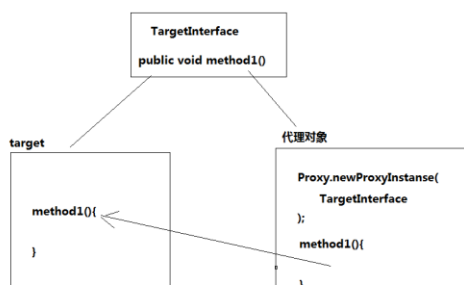 TargetInterface
public void method1()
target
method1(){
}
代理对象
Proxy.newProxyInstanse(
TargetInterface
);
method1(){
}